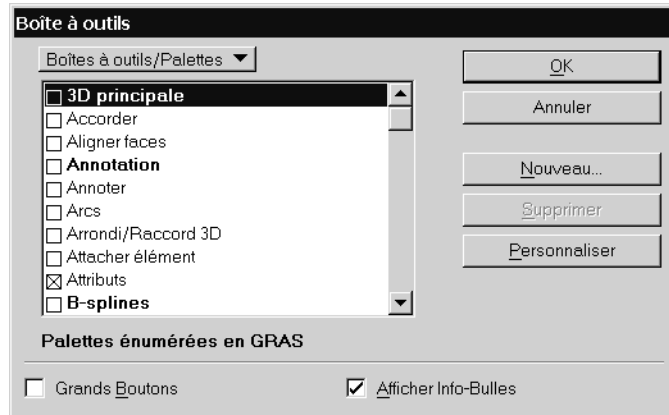 Boîte à outils
Boîtes à outils/Palettes
3D principale
Accorder
Aligner faces
Annotation
Annoter
Arcs
Arrondi/Raccord 3D
Attacher élément
Attributs
B-splines
Palettes énumérées en GRAS
OK
Annuler
Nouveau...
Supprimer
Personnaliser
Grands Boutons
Afficher Info-Bulles